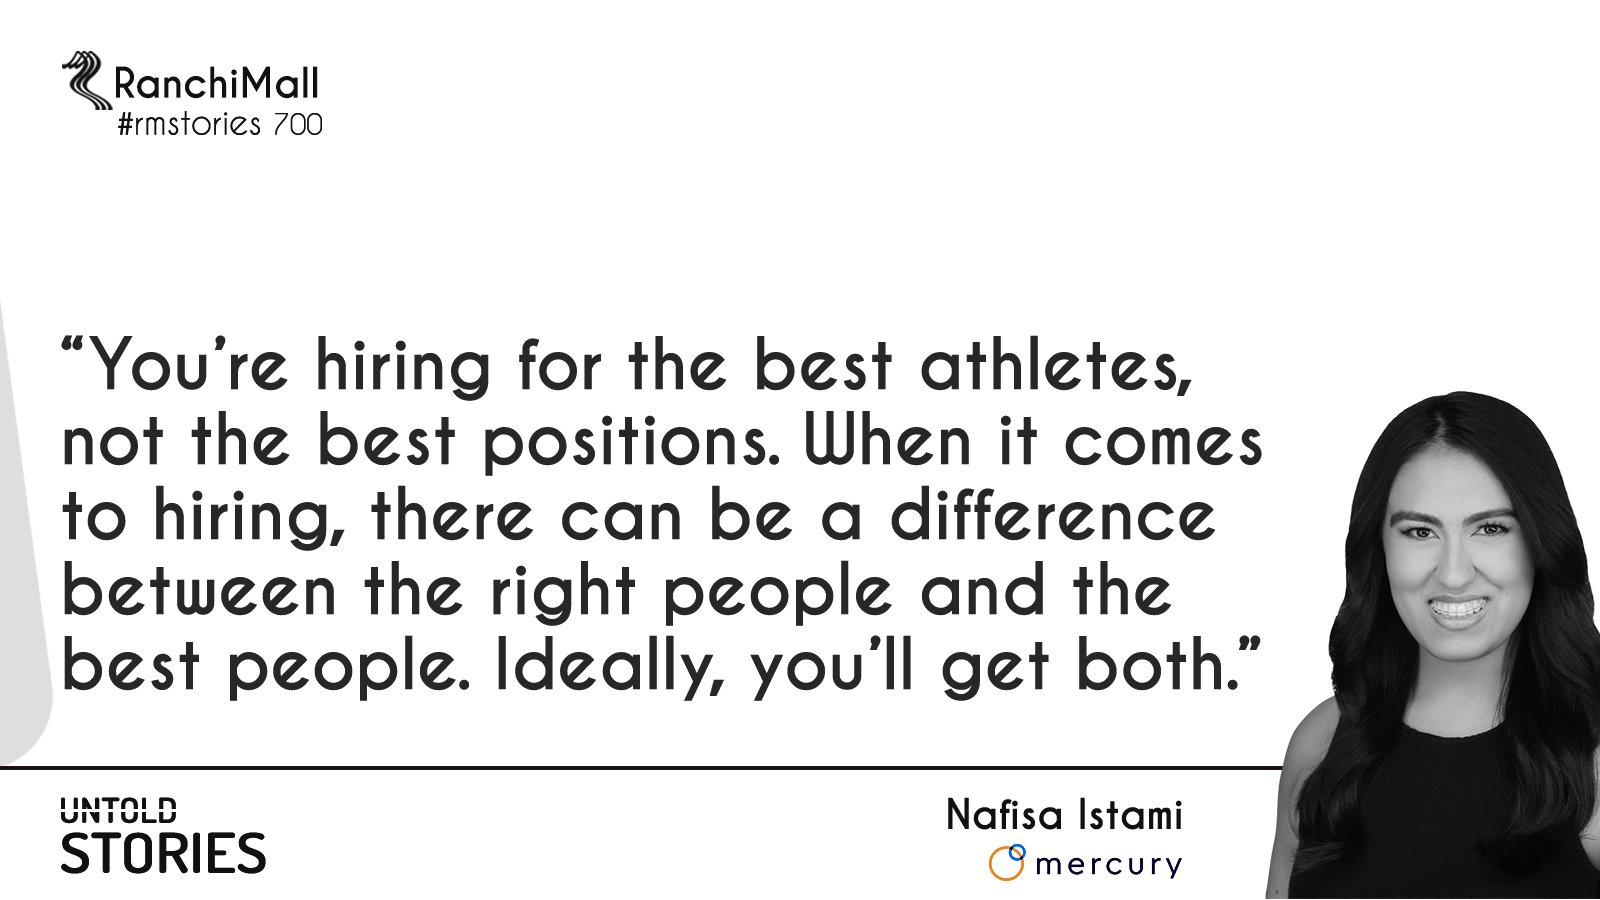 RanchiMall
#rmstories 700
“You’re hiring for the best athletes,
not the best positions. When it comes
to hiring, there can be a difference
between the right people and the
best people. Ideally, you’ll get both.”
UNTOLD
STORIES
Nafisa Istami
mercury